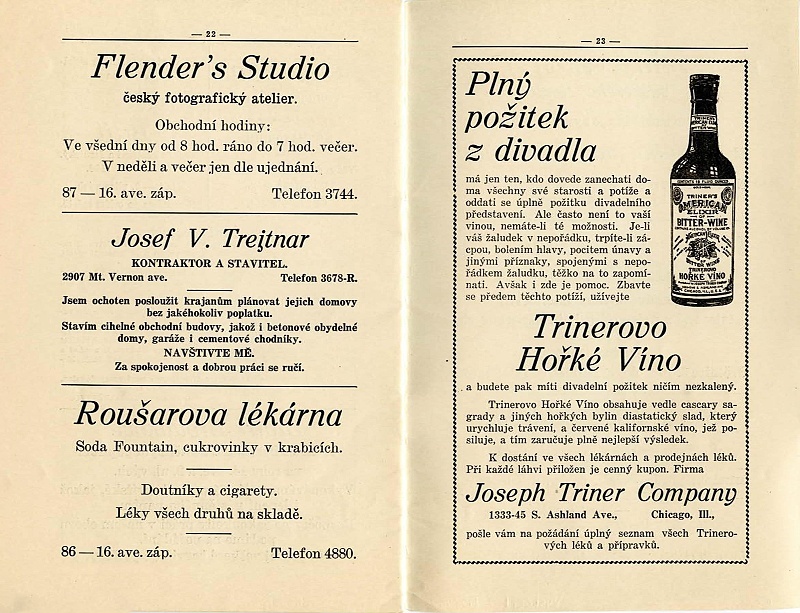 — 22 —
Flender's Studio
český fotografický atelier.
Obchodní hodiny:
Ve všední dny od 8 hod. ráno do 7 hod. večer.
V neděli a večer jen dle ujednání.
87 — 16. ave. záp. Telefon 3744.
Josef V. Trejtnar
KONTRAKTOR A STAVITEL.
2907 Mt. Vernon ave. Telefon 3678-R.
Jsem ochoten posloužit krajanům plánovat jejich domovy
bez jakéhokoliv poplatku.
Stavím cihelné obchodní budovy, jakož i betonové obydelné
domy, garáže i cementové chodníky.
NAVŠTIVTE MĚ.
Za spokojenost a dobrou práci se ručí.
Roušarova lékárna
Soda Fountain, cukrovinky v krabicích.
Doutníky a cigarety.
Léky všech druhů na skladě.
86 — 16. ave. záp. Telefon 4880.
— 23 —
Plný
požitek
z divadla
má jen ten, kdo dovede zanechati do-
ma všechny své starosti a potíže a
oddati se úplně požitku divadelního
představení. Ale často není to vaší
vinou, nemáte-li té možnosti. Je-li
váš žaludek v nepořádku, trpíte-li zá-
cpou, bolením hlavy, pocitem únavy a
jinými příznaky, spojenými s nepo-
řádkem žaludku, těžko na to zapomí-
nati. Avšak i zde je pomoc. Zbavte
se předem těchto potíží, užívejte
TRINER'S
AMERICAN
ELIXIR
OF
BITTER-WINE
TRINEROVO
HOŘKÉ VÍNO
Trinerovo
Hořké Víno
a budete pak míti divadelní požitek ničím nezkalený.
Trinerovo Hořké Víno obsahuje vedle cascary sa-
grady a jiných hořkých bylin diastatický slad, který
urychluje trávení, a červené kalifornské víno, jež po-
siluje, a tím zaručuje plně nejlepší výsledek.
K dostání ve všech lékárnách a prodejnách léků.
Při každé láhvi přiložen je cenný kupon. Firma
Joseph Triner Company
1333-45 S. Ashland Ave., Chicago, Ill.,
pošle vám na požádání úplný seznam všech Trinero-
vých léků a přípravků.